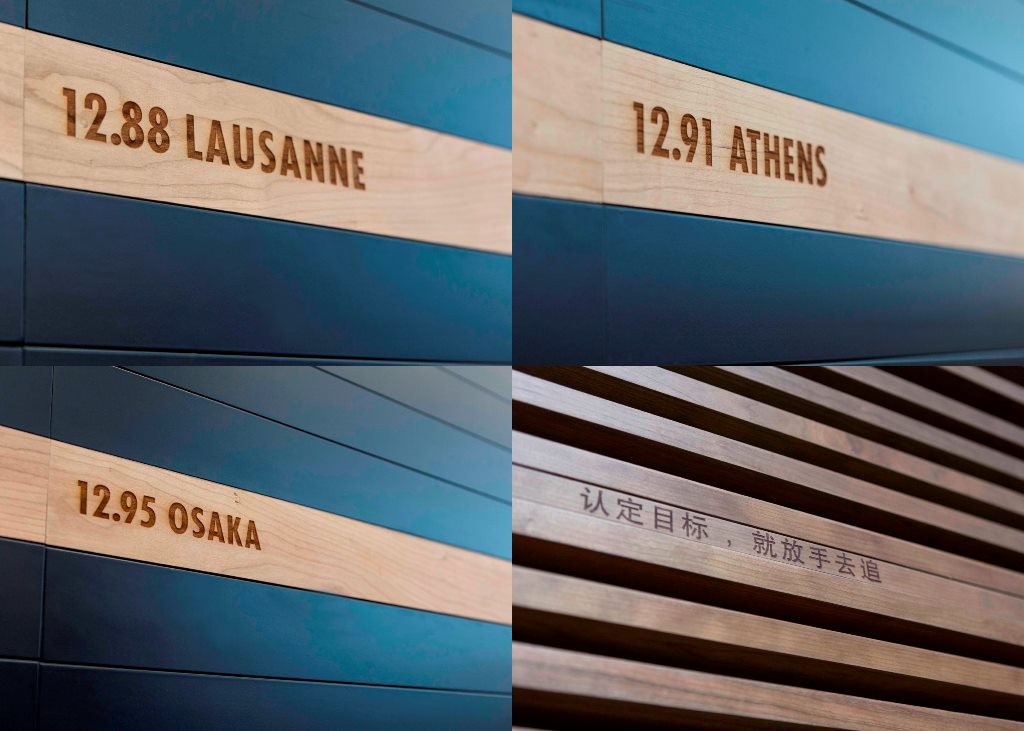 12.88 LAUSANNE
12.91 ATHENS
12.95 OSAKA
认定目标，就放手去追